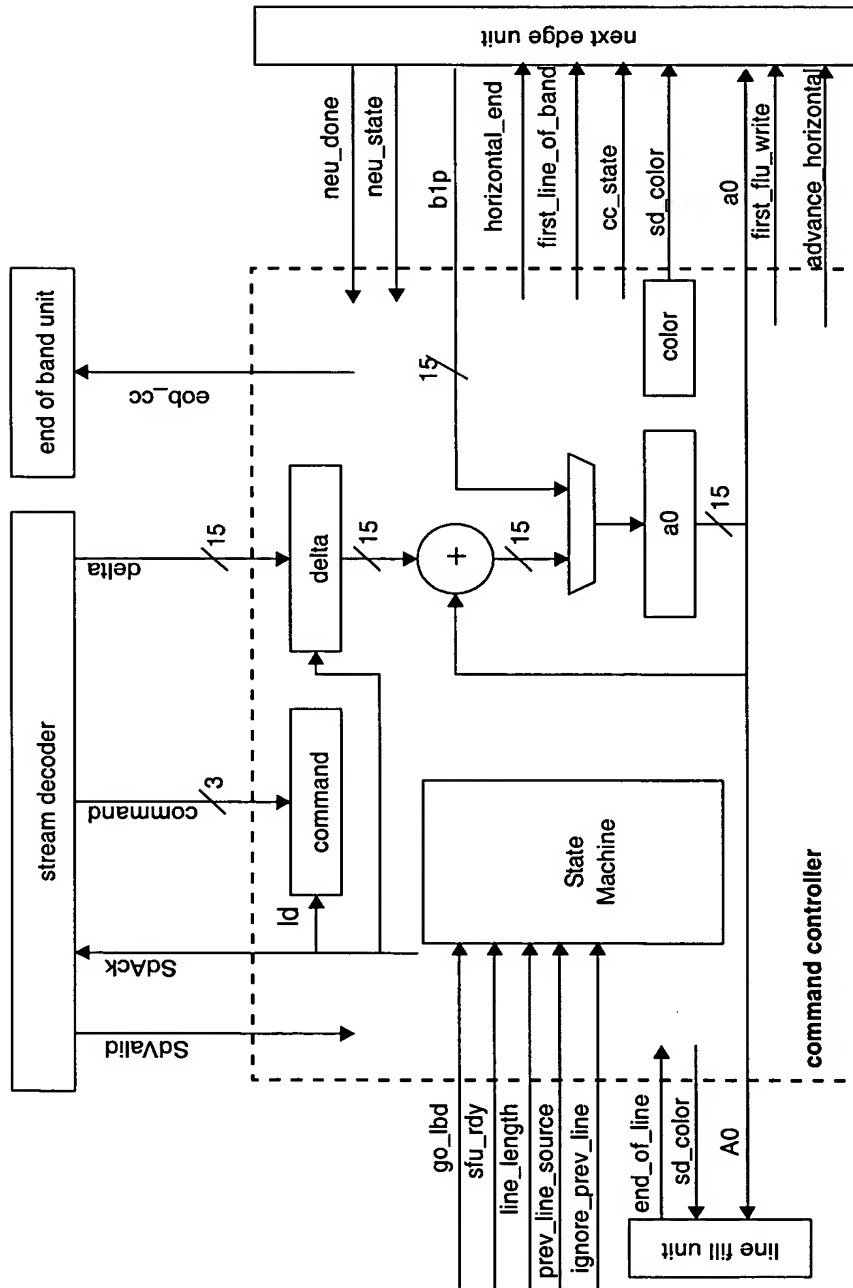 stream decoder
end of band unit
SdValid
SdAck
command
3
delta
15
eob_cc
neu_done
neu_state
b1p
horizontal_end
first_line_of_band
cc_state
sd_color
a0
first_flu_write
advance_horizontal
next edge unit
ld
command
delta
15
+
15
15
a0
15
color
State
Machine
go_lbd
sfu_rdy
line_length
prev_line_source
ignore_prev_line
end_of_line
sd_color
A0
line fill unit
command controller